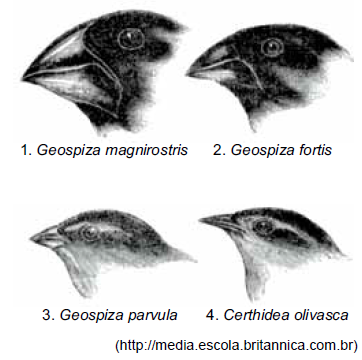 1. Geospiza magnirostris 2. Geospiza fortis
3. Geospiza parvula 4. Certhidea olivasca
(http://media.escola.britannica.com.br)